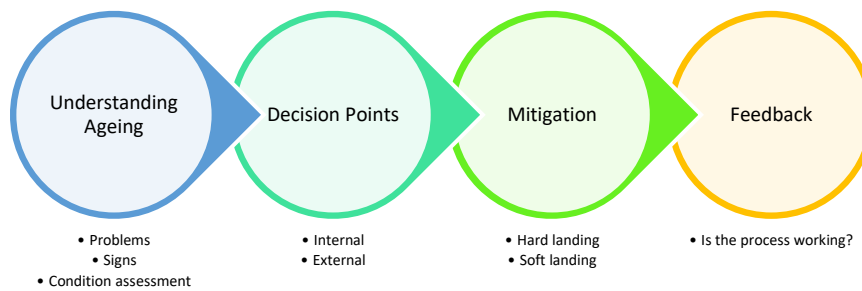 Understanding
Ageing
Decision Points
Mitigation
Feedback
• Problems
• Signs
• Condition assessment
• Internal
• External
• Hard landing
• Soft landing
• Is the process working?